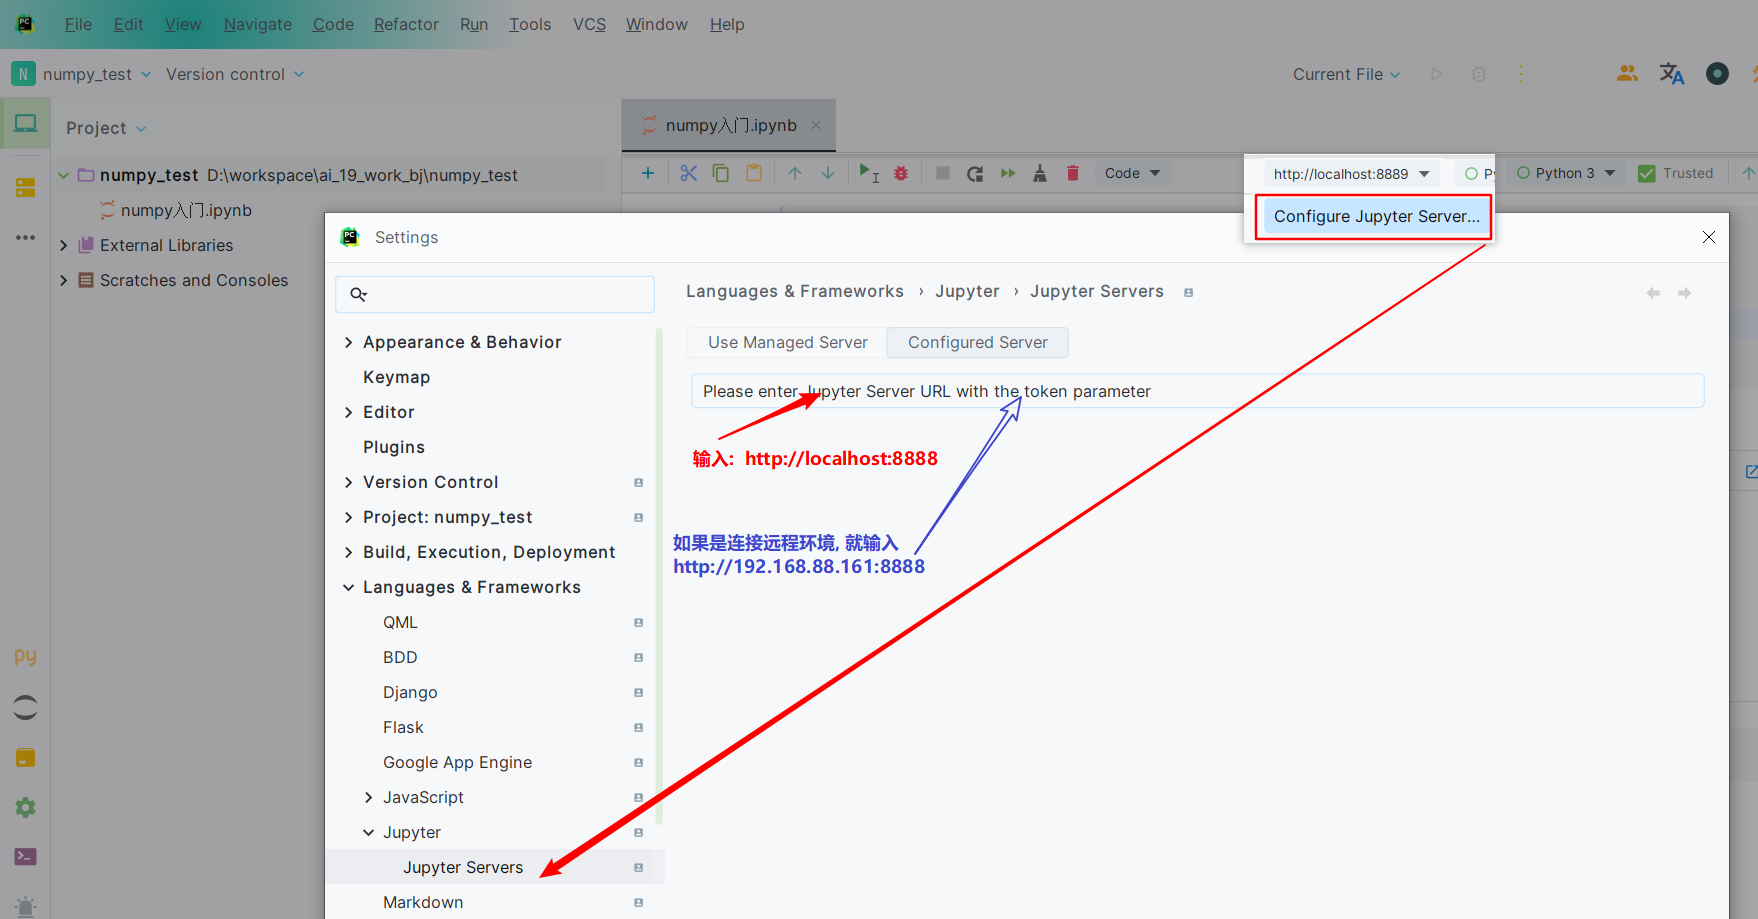 File Edit View Navigate Code Refactor Run Tools VCS Window Help
N numpy_test Version control Current File
Project
numpy入门.ipynb
numpy_test D:\workspace\ai_19_work_bj\numpy_test
Code
http://localhost:8889
Python 3
Trusted
Configure Jupyter Server...
numpy入门.ipynb
External Libraries
Scratches and Consoles
Settings
Languages & Frameworks › Jupyter › Jupyter Servers
Use Managed Server Configured Server
Please enter Jupyter Server URL with the token parameter
输入: http://localhost:8888
如果是连接远程环境, 就输入
http://192.168.88.161:8888
Appearance & Behavior
Keymap
Editor
Plugins
Version Control
Project: numpy_test
Build, Execution, Deployment
Languages & Frameworks
QML
BDD
Django
Flask
Google App Engine
JavaScript
Jupyter
Jupyter Servers
Markdown
py